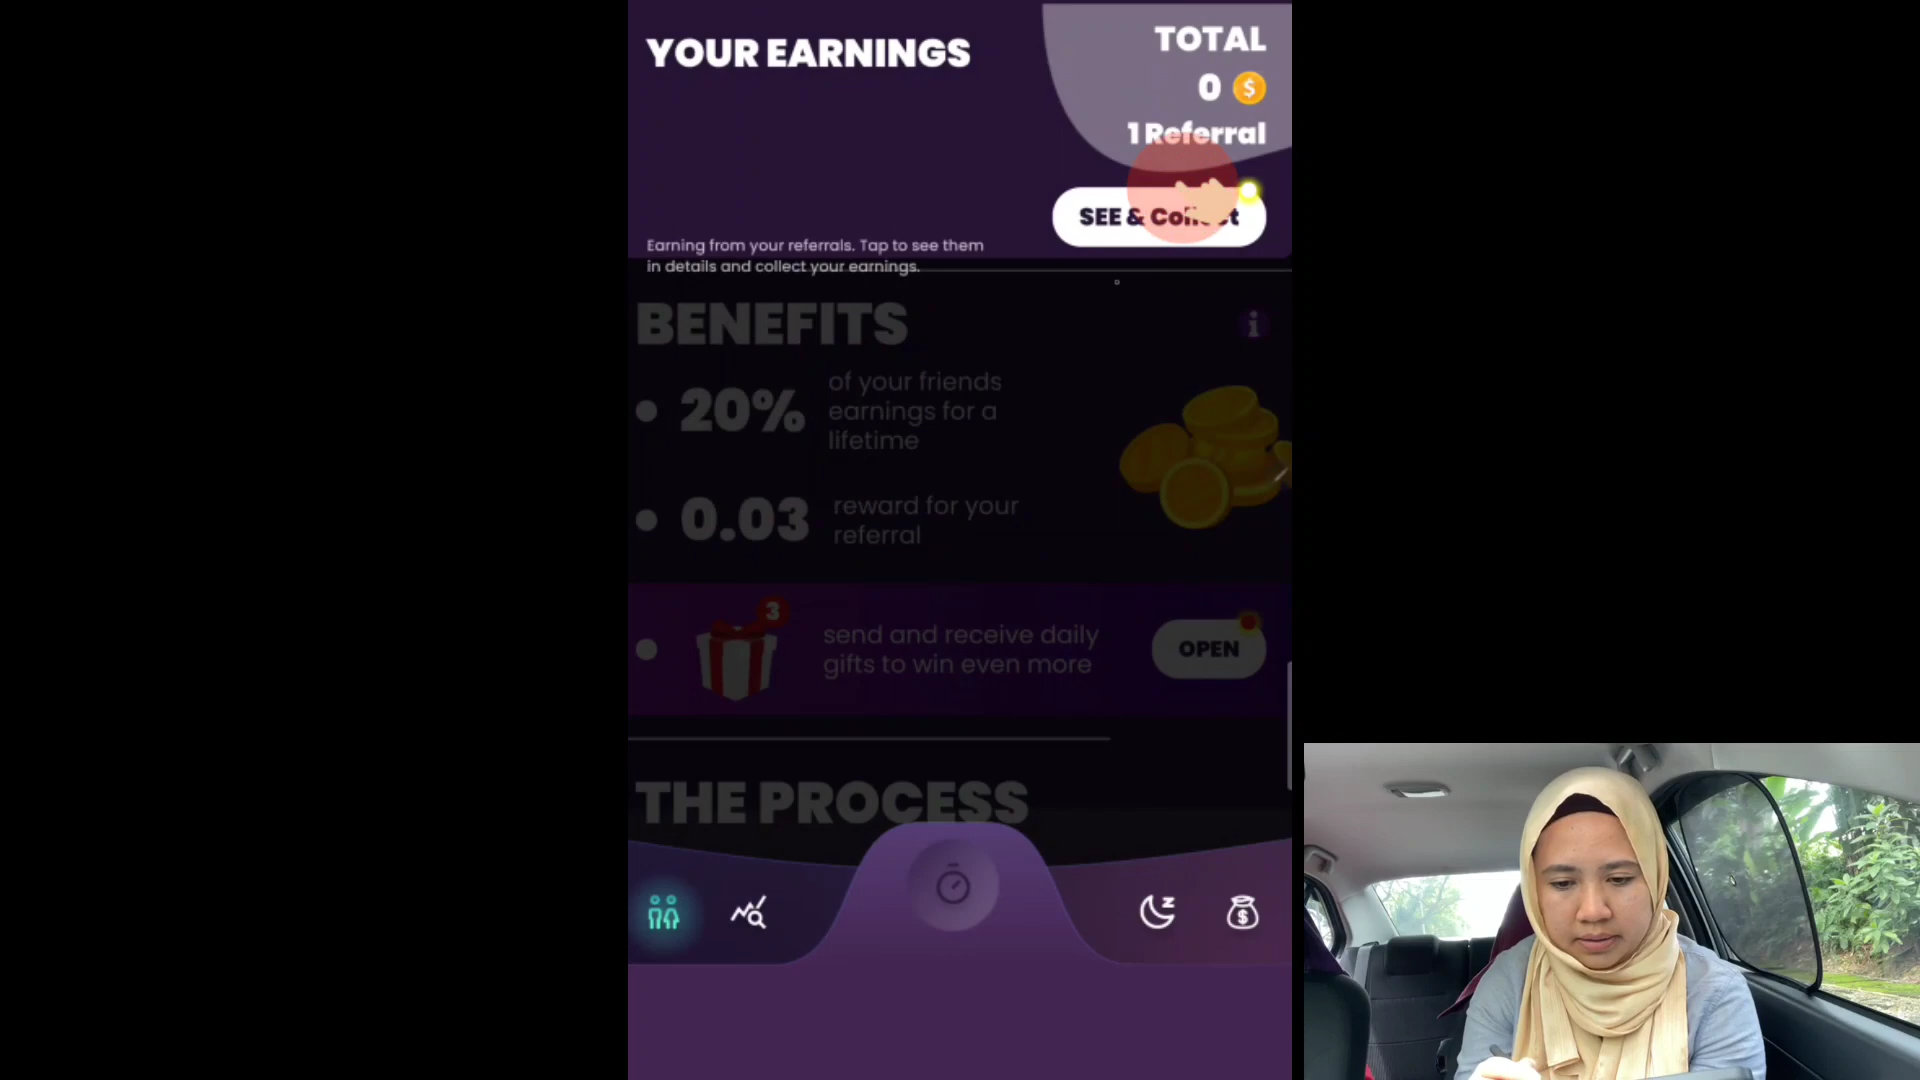 YOUR EARNINGS
TOTAL
0
1 Referral
SEE & Collect
Earning from your referrals. Tap to see them
in details and collect your earnings.
BENEFITS
20%
of your friends
earnings for a
lifetime
0.03
reward for your
referral
3
send and receive daily
gifts to win even more
OPEN
THE PROCESS